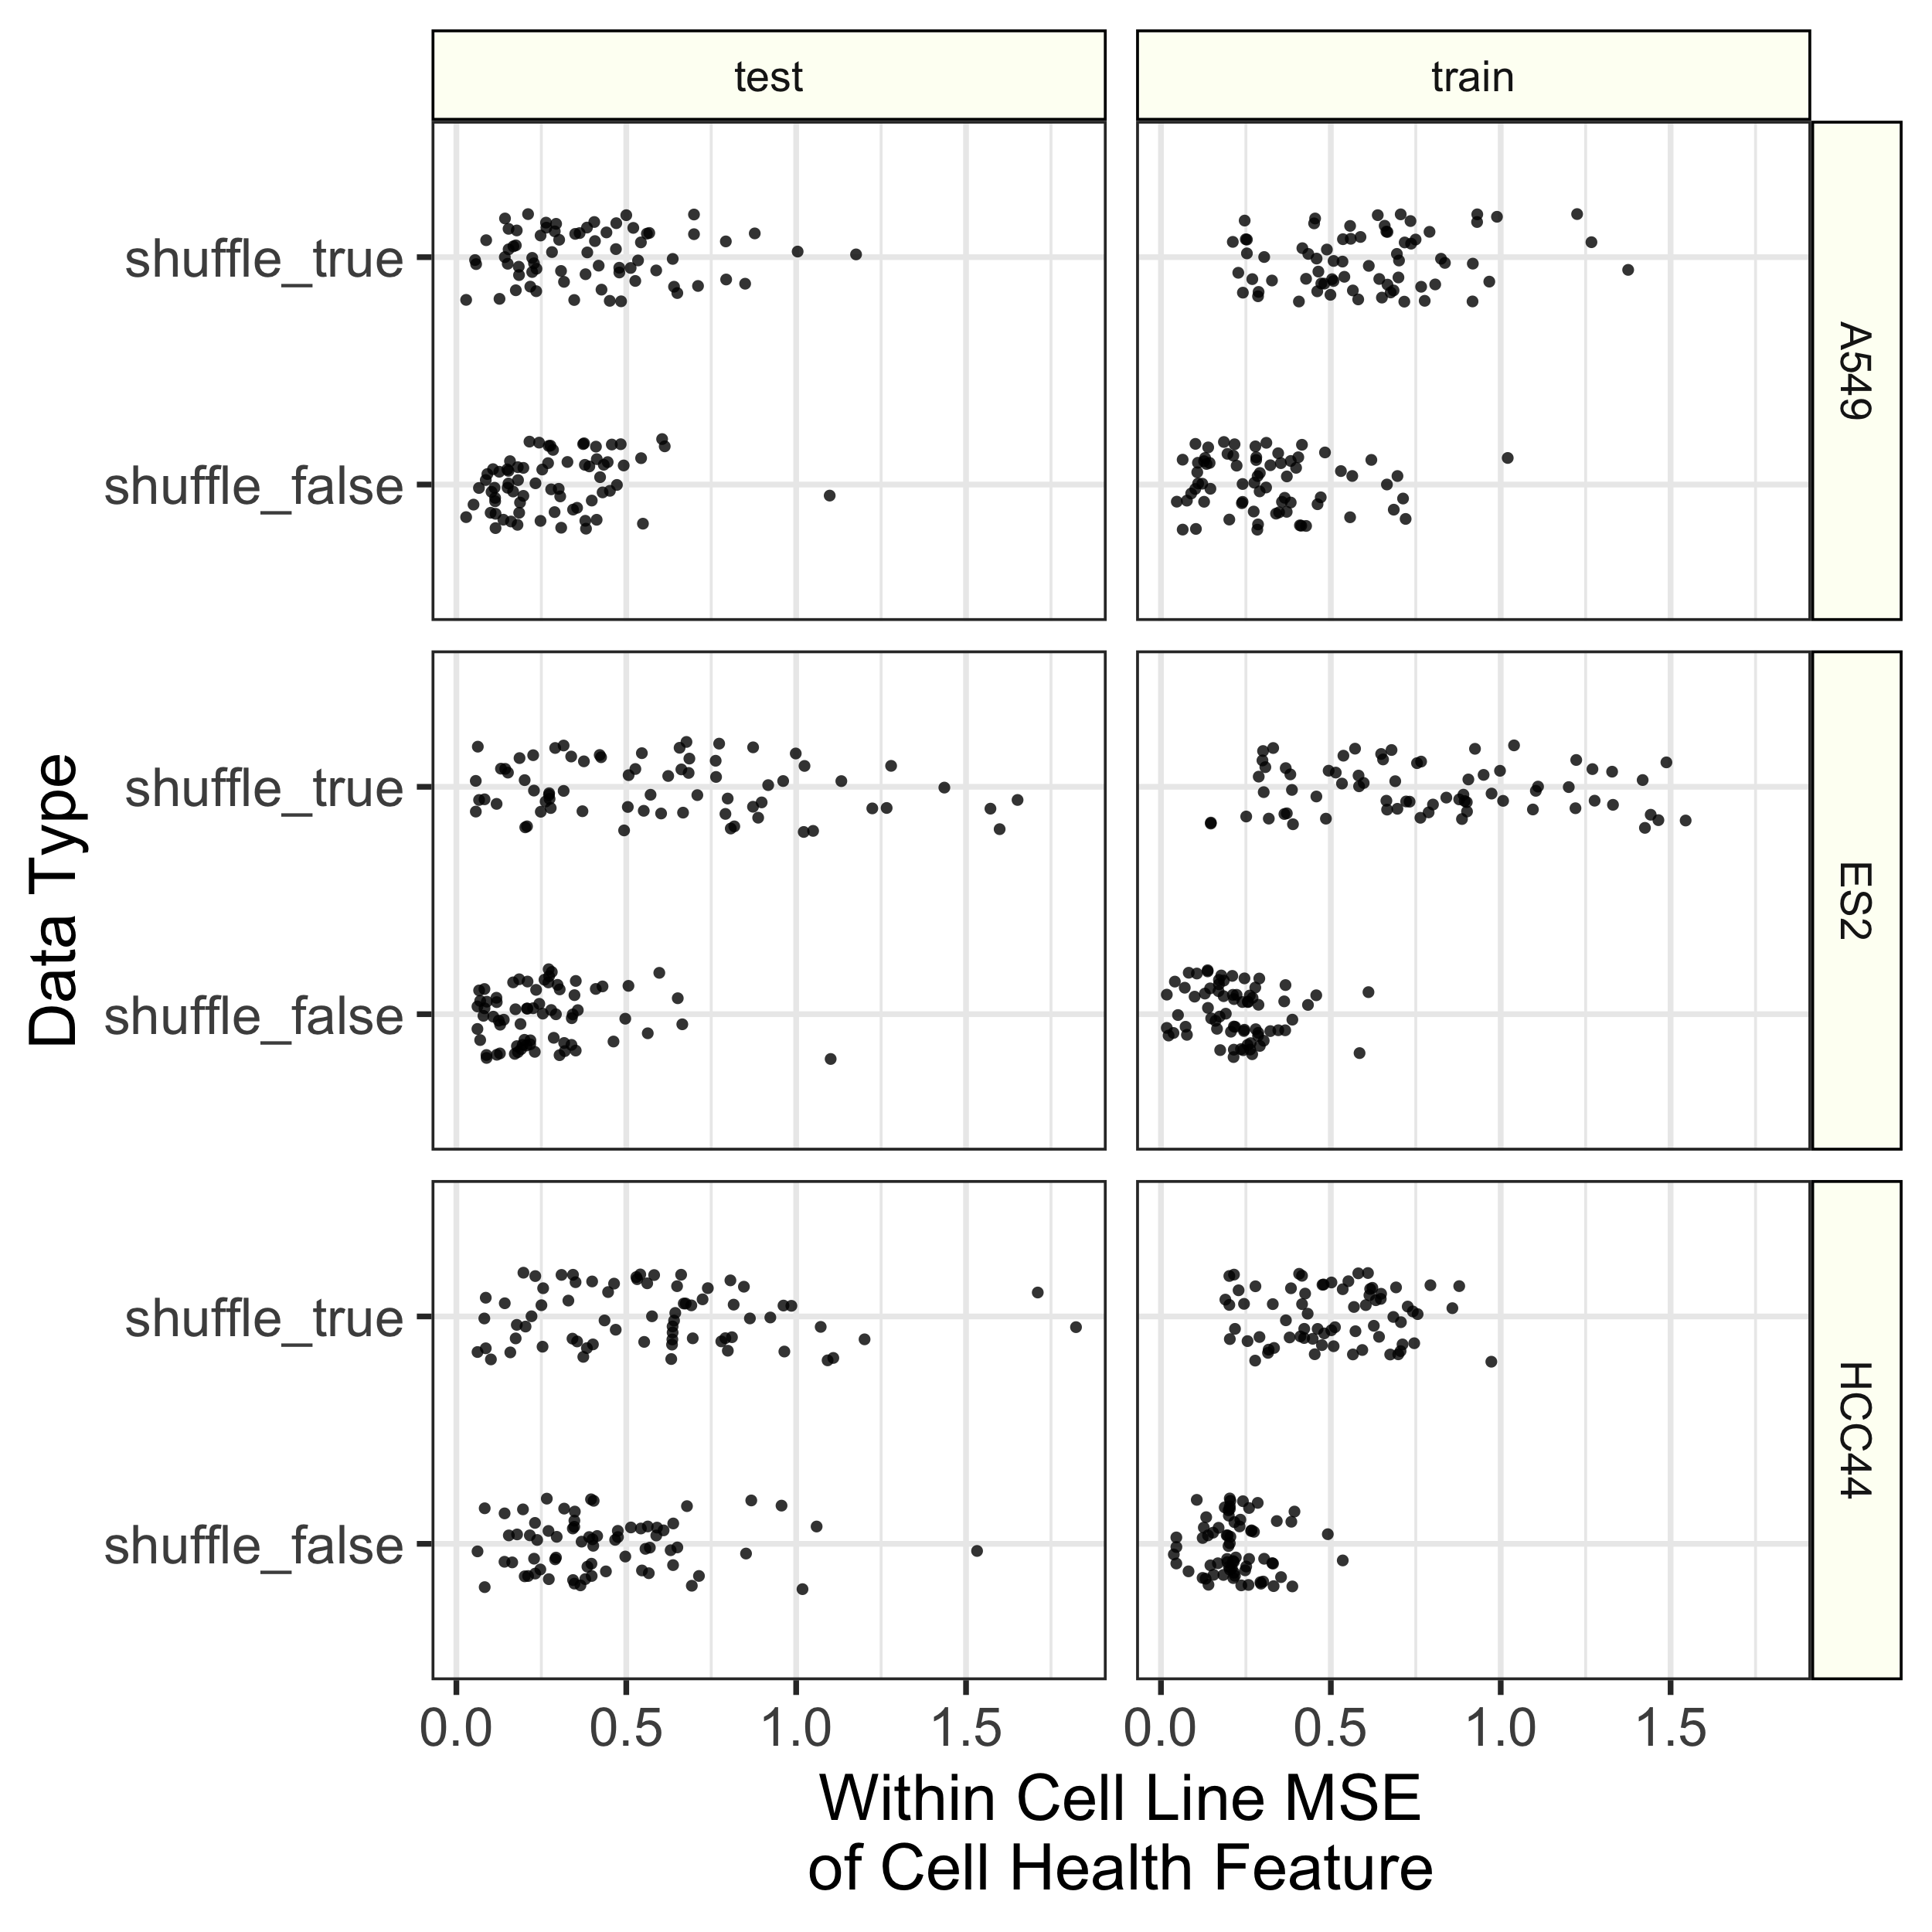 test
train
shuffle_true
shuffle_false
A549
shuffle_true
shuffle_false
ES2
shuffle_true
shuffle_false
HCC44
Data Type
0.0 0.5 1.0 1.5
0.0 0.5 1.0 1.5
Within Cell Line MSE
of Cell Health Feature